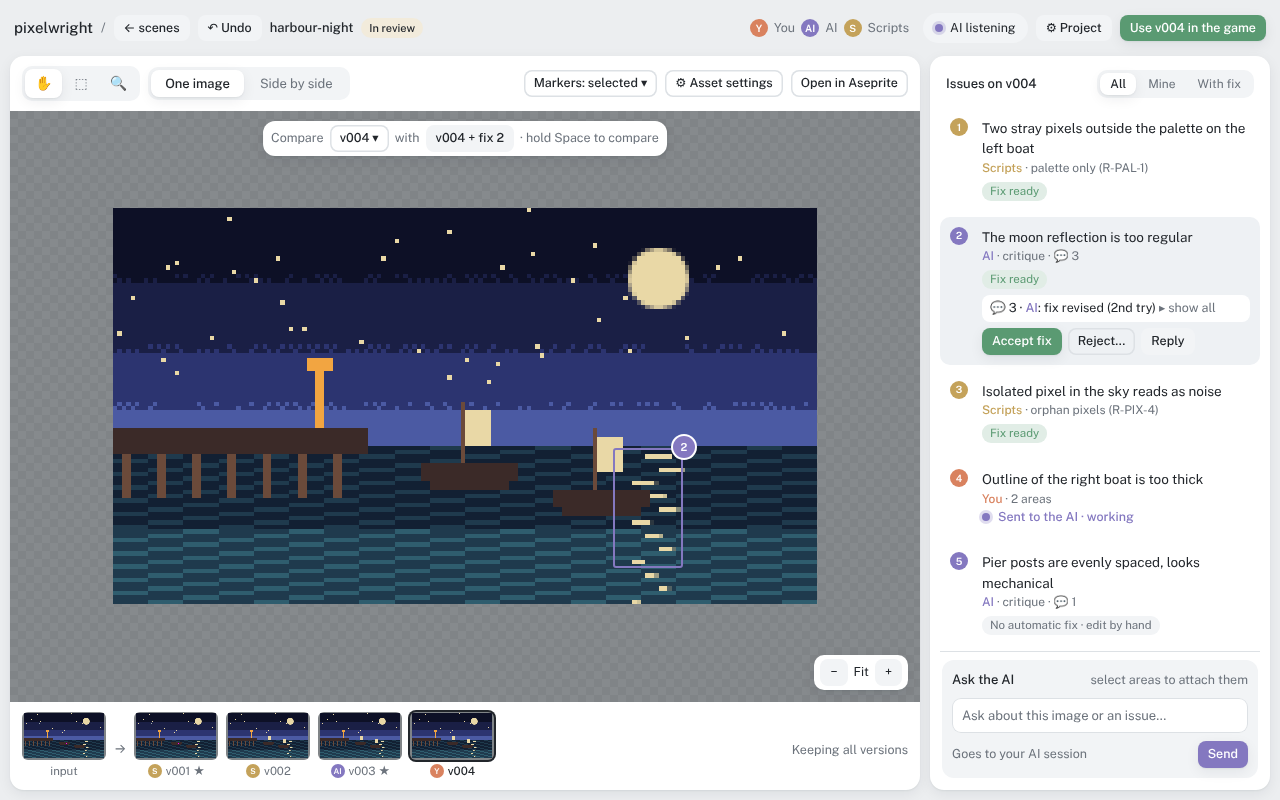 pixelwright / ← scenes ↶ Undo harbour-night In review Y You AI AI S Scripts AI listening ⚙ Project Use v004 in the game
One image Side by side Markers: selected ▾ ⚙ Asset settings Open in Aseprite
Compare v004 ▾ with v004 + fix 2 · hold Space to compare
2
− Fit +
input → S v001 ★ S v002 AI v003 ★ Y v004
Keeping all versions
Issues on v004 All Mine With fix
1 Two stray pixels outside the palette on the
left boat
Scripts · palette only (R-PAL-1)
Fix ready
2 The moon reflection is too regular
AI · critique · 💬 3
Fix ready
💬 3 · AI: fix revised (2nd try) ▸ show all
Accept fix Reject... Reply
3 Isolated pixel in the sky reads as noise
Scripts · orphan pixels (R-PIX-4)
Fix ready
4 Outline of the right boat is too thick
You · 2 areas
Sent to the AI · working
5 Pier posts are evenly spaced, looks
mechanical
AI · critique · 💬 1
No automatic fix · edit by hand
Ask the AI select areas to attach them
Ask about this image or an issue...
Goes to your AI session Send